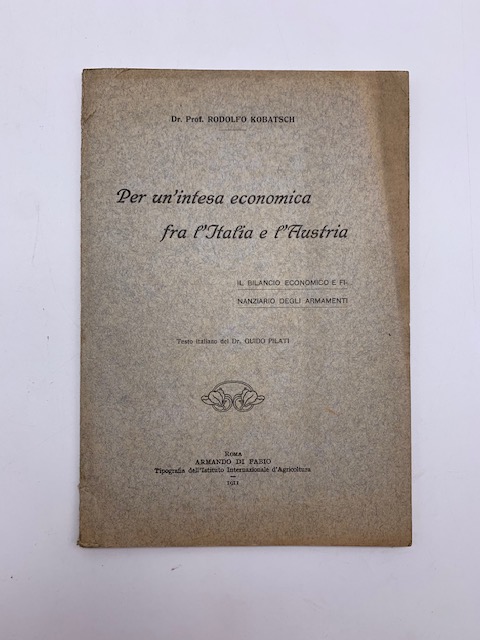 Dr. Prof. RODOLFO KOBATSCH
Per un'intesa economica
fra l'Italia e l'Austria
IL BILANCIO ECONOMICO E FI-
NANZIARIO DEGLI ARMAMENTI
Testo italiano del Dr. GUIDO PILATI
ROMA
ARMANDO DI FABIO
Tipografia dell'Istituto Internazionale d'Agricoltura
1911